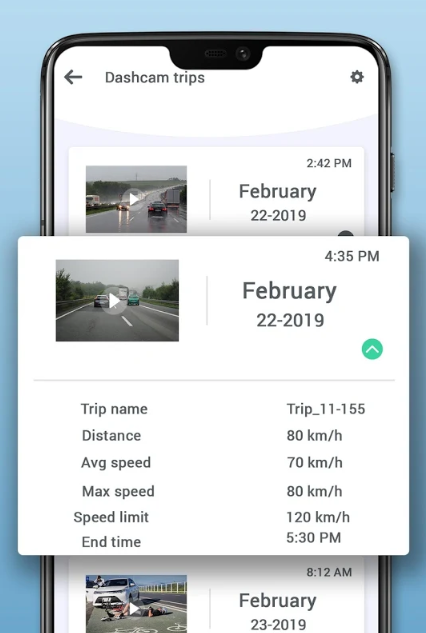 Dashcam trips
2:42 PM
February
22-2019
4:35 PM
February
22-2019
Trip name Trip_11-155
Distance 80 km/h
Avg speed 70 km/h
Max speed 80 km/h
Speed limit 120 km/h
End time 5:30 PM
8:12 AM
February
23-2019